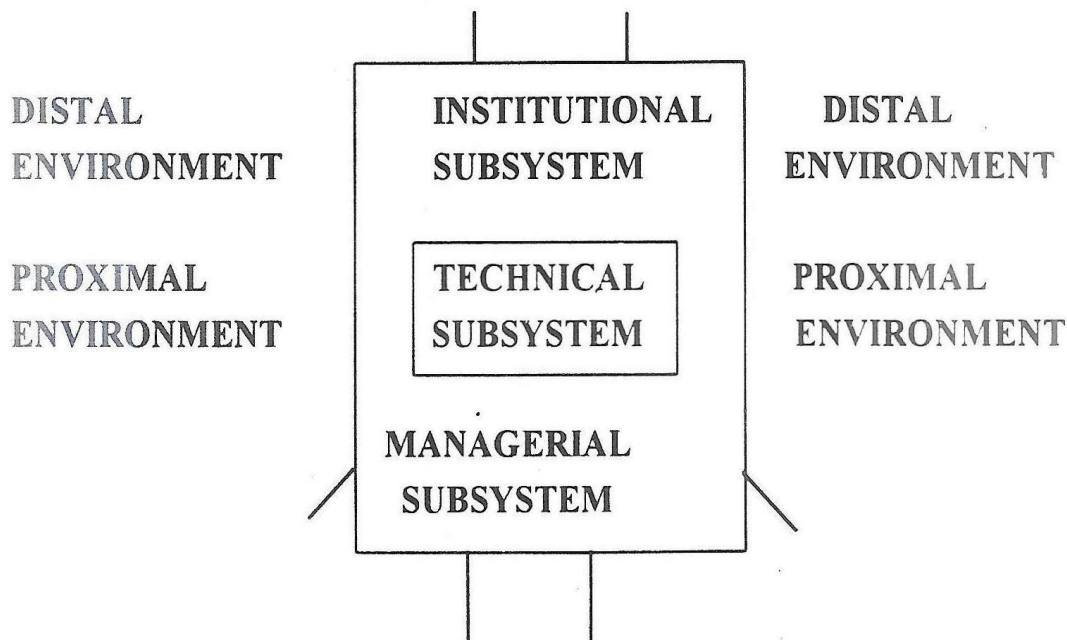 DISTAL
ENVIRONMENT
INSTITUTIONAL
SUBSYSTEM
DISTAL
ENVIRONMENT
PROXIMAL
ENVIRONMENT
TECHNICAL
SUBSYSTEM
PROXIMAL
ENVIRONMENT
MANAGERIAL
SUBSYSTEM